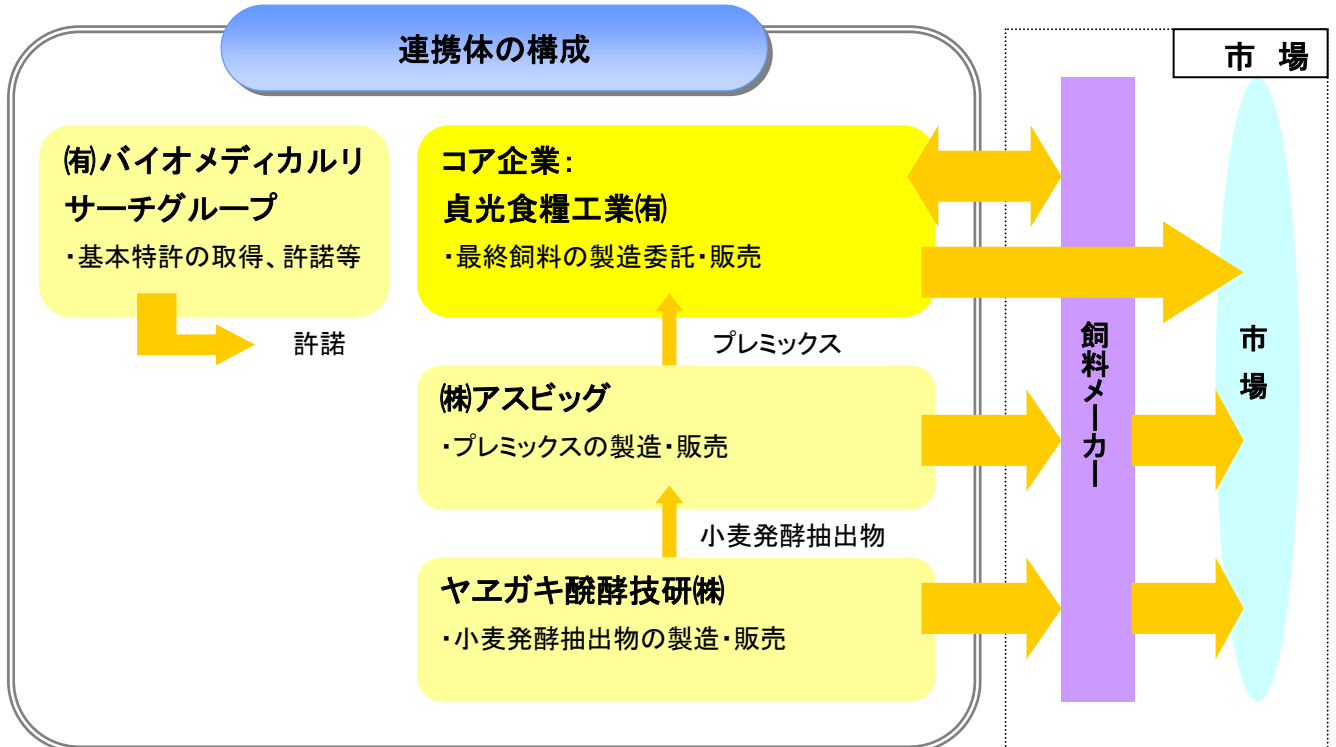 連携体の構成
市 場
㈲バイオメディカルリ
サーチグループ
・基本特許の取得、許諾等
許諾
コア企業：
貞光食糧工業㈲
・最終飼料の製造委託・販売
プレミックス
㈱アスビッグ
・プレミックスの製造・販売
小麦発酵抽出物
ヤヱガキ醗酵技研㈱
・小麦発酵抽出物の製造・販売
飼料メーカー
市場